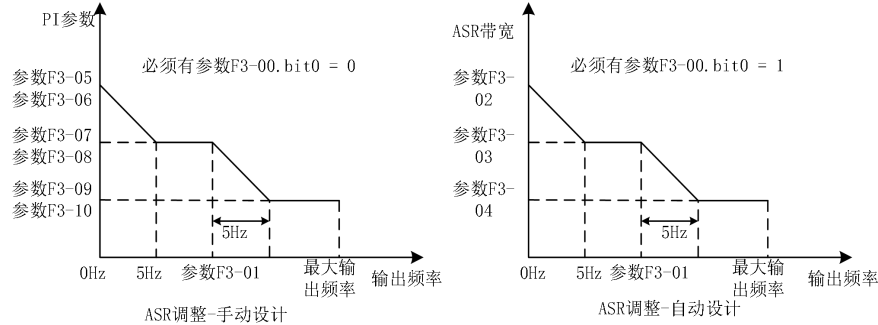 PI参数
必须有参数F3-00.bit0 = 0
参数F3-05
参数F3-06
参数F3-07
参数F3-08
参数F3-09
参数F3-10
5Hz
0Hz
5Hz
参数F3-01
最大输
出频率
输出频率
ASR调整-手动设计
ASR带宽
必须有参数F3-00.bit0 = 1
参数F3-
02
参数F3-
03
参数F3-
04
5Hz
0Hz
5Hz
参数F3-01
最大输
出频率
输出频率
ASR调整-自动设计